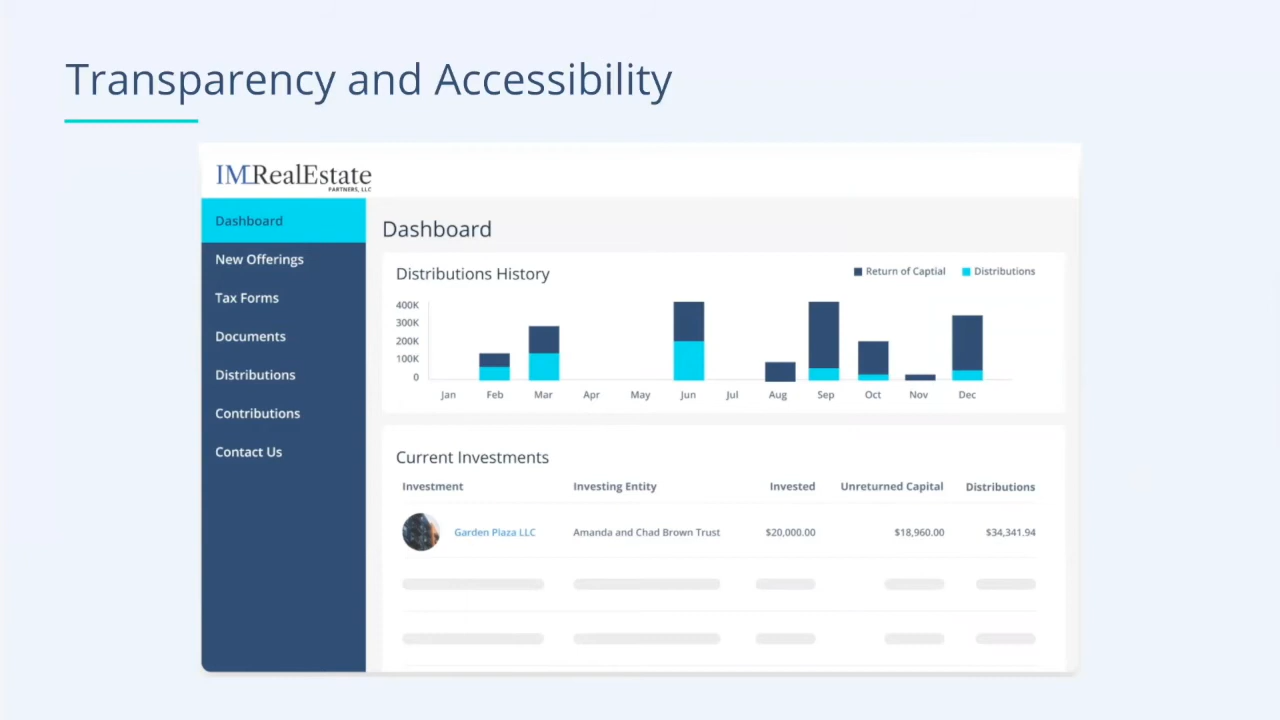 Transparency and Accessibility
IMRealEstate
PARTNERS, LLC
Dashboard
New Offerings
Tax Forms
Documents
Distributions
Contributions
Contact Us
Dashboard
Distributions History
Return of Captial
Distributions
400K
300K
200K
100K
0
Jan Feb Mar Apr May Jun Jul Aug Sep Oct Nov Dec
Current Investments
Investment Investing Entity Invested Unreturned Capital Distributions
Garden Plaza LLC Amanda and Chad Brown Trust $20,000.00 $18,960.00 $34,341.94